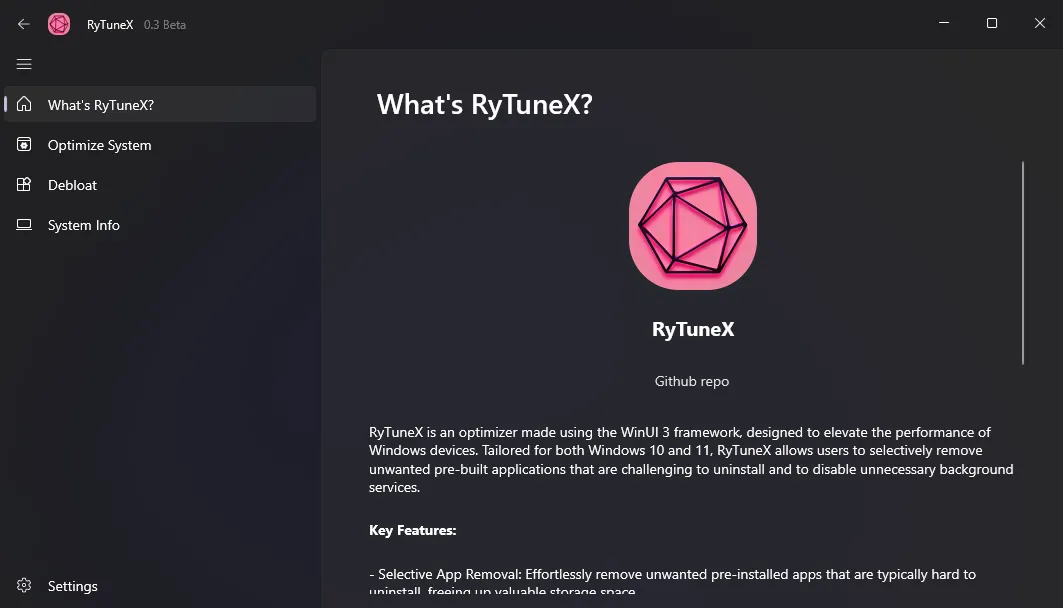 RyTuneX 0.3 Beta
What's RyTuneX?
Optimize System
Debloat
System Info
Settings
What's RyTuneX?
RyTuneX
Github repo
RyTuneX is an optimizer made using the WinUI 3 framework, designed to elevate the performance of
Windows devices. Tailored for both Windows 10 and 11, RyTuneX allows users to selectively remove
unwanted pre-built applications that are challenging to uninstall and to disable unnecessary background
services.
Key Features:
- Selective App Removal: Effortlessly remove unwanted pre-installed apps that are typically hard to
uninstall, freeing up valuable storage space.